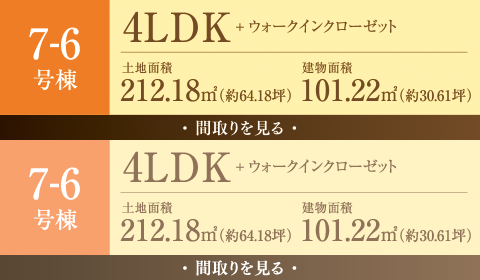 7-6
号棟
4LDK + ウォークインクローゼット
土地面積 建物面積
212.18㎡(約64.18坪) 101.22㎡(約30.61坪)
・ 間取りを見る ・
7-6
号棟
4LDK + ウォークインクローゼット
土地面積 建物面積
212.18㎡(約64.18坪) 101.22㎡(約30.61坪)
・ 間取りを見る ・